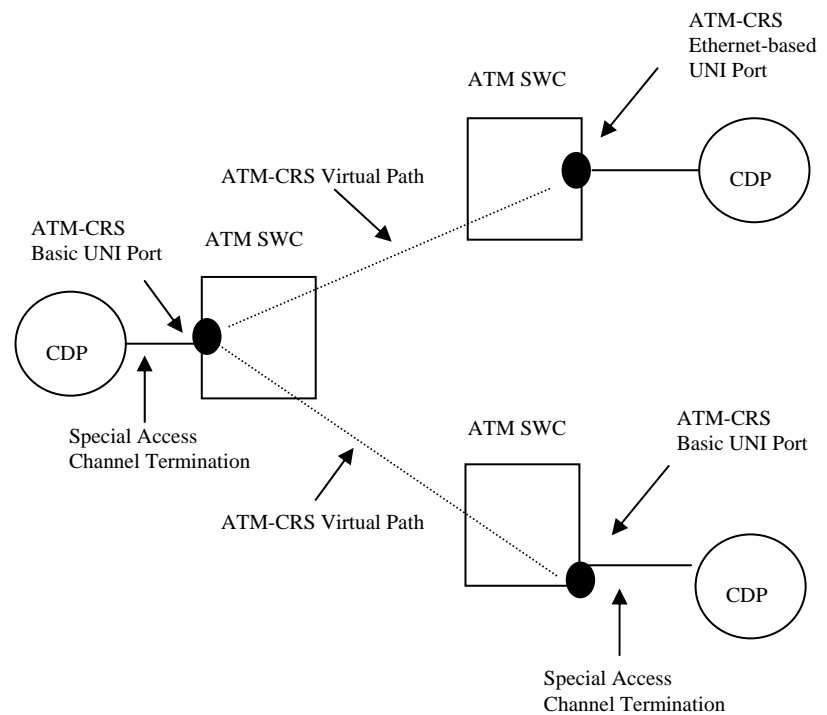 ATM-CRS
Ethernet-based
UNI Port
ATM SWC
CDP
ATM-CRS Virtual Path
ATM-CRS
Basic UNI Port
ATM SWC
CDP
Special Access
Channel Termination
ATM-CRS Virtual Path
ATM SWC
ATM-CRS
Basic UNI Port
CDP
Special Access
Channel Termination